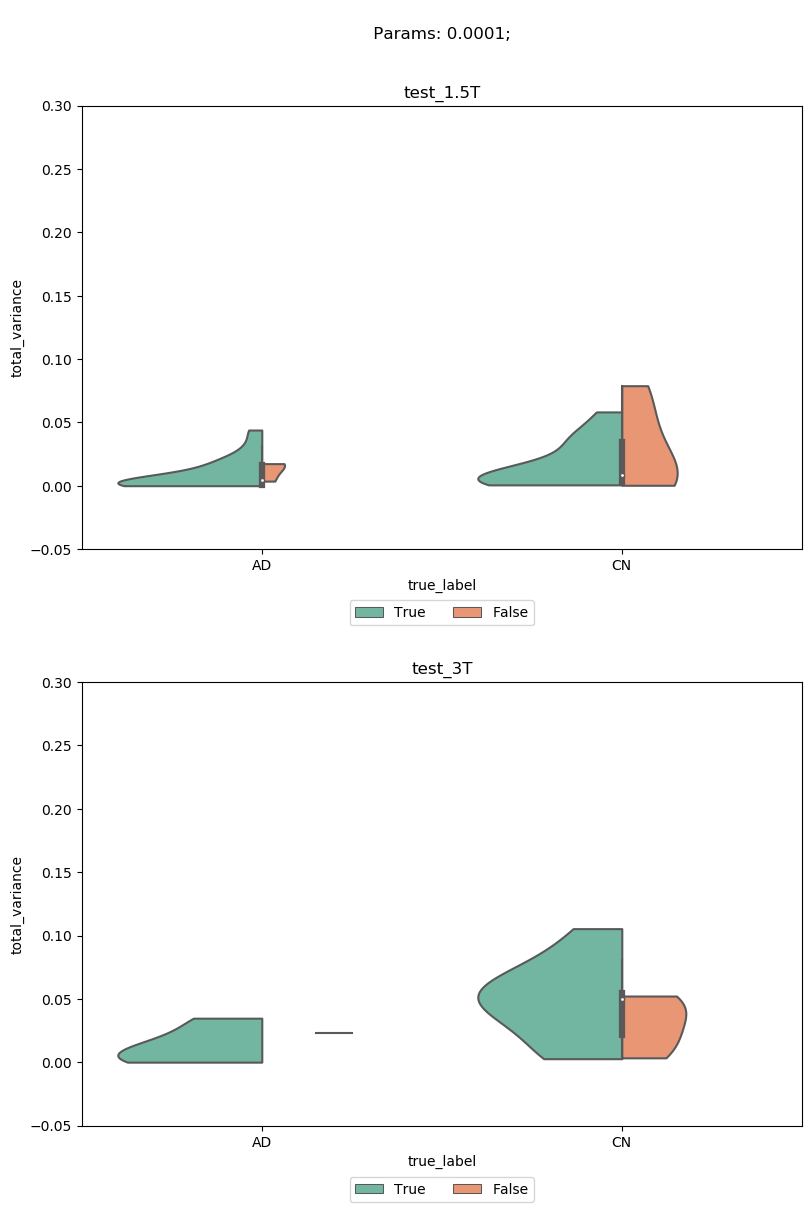 Params: 0.0001;
test_1.5T
0.30
0.25
0.20
0.15
0.10
0.05
0.00
−0.05
total_variance
AD CN
true_label
True False
test_3T
0.30
0.25
0.20
0.15
0.10
0.05
0.00
−0.05
total_variance
AD CN
true_label
True False